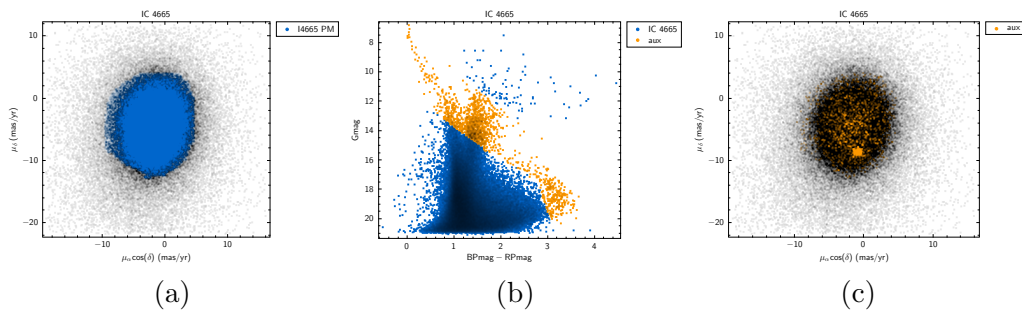 IC 4665
10
0
−10
−20
μδ (mas/yr)
−10
0
10
μα cos(δ) (mas/yr)
I4665 PM
(a)
IC 4665
8
10
12
14
16
18
20
Gmag
0
1
2
3
4
BPmag − RPmag
IC 4665
aux
(b)
IC 4665
10
0
−10
−20
μδ (mas/yr)
−10
0
10
μα cos(δ) (mas/yr)
aux
(c)